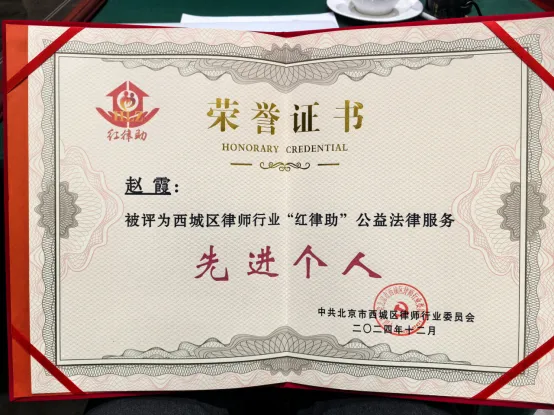 红律助
荣誉证书
HONORARY CREDENTIAL
赵 霞：
被评为西城区律师行业“红律助”公益法律服务
先进个人
中共北京市西城区律师行业委员会
二〇二四年十二月